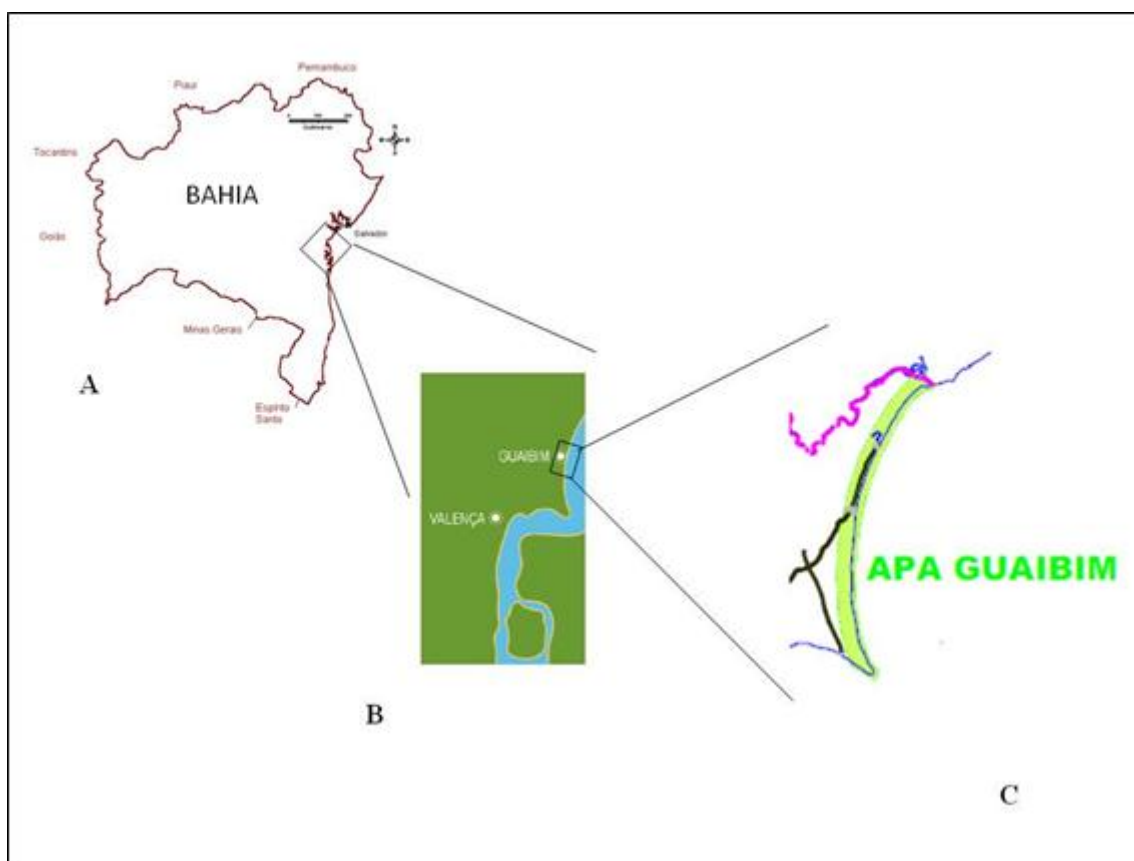 Pernambuco
Piauí
Tocantins
BAHIA
Goiás
Salvador
Minas Gerais
A
Espírito
Santo
GUAIBIM
VALENÇA
APA GUAIBIM
B
C